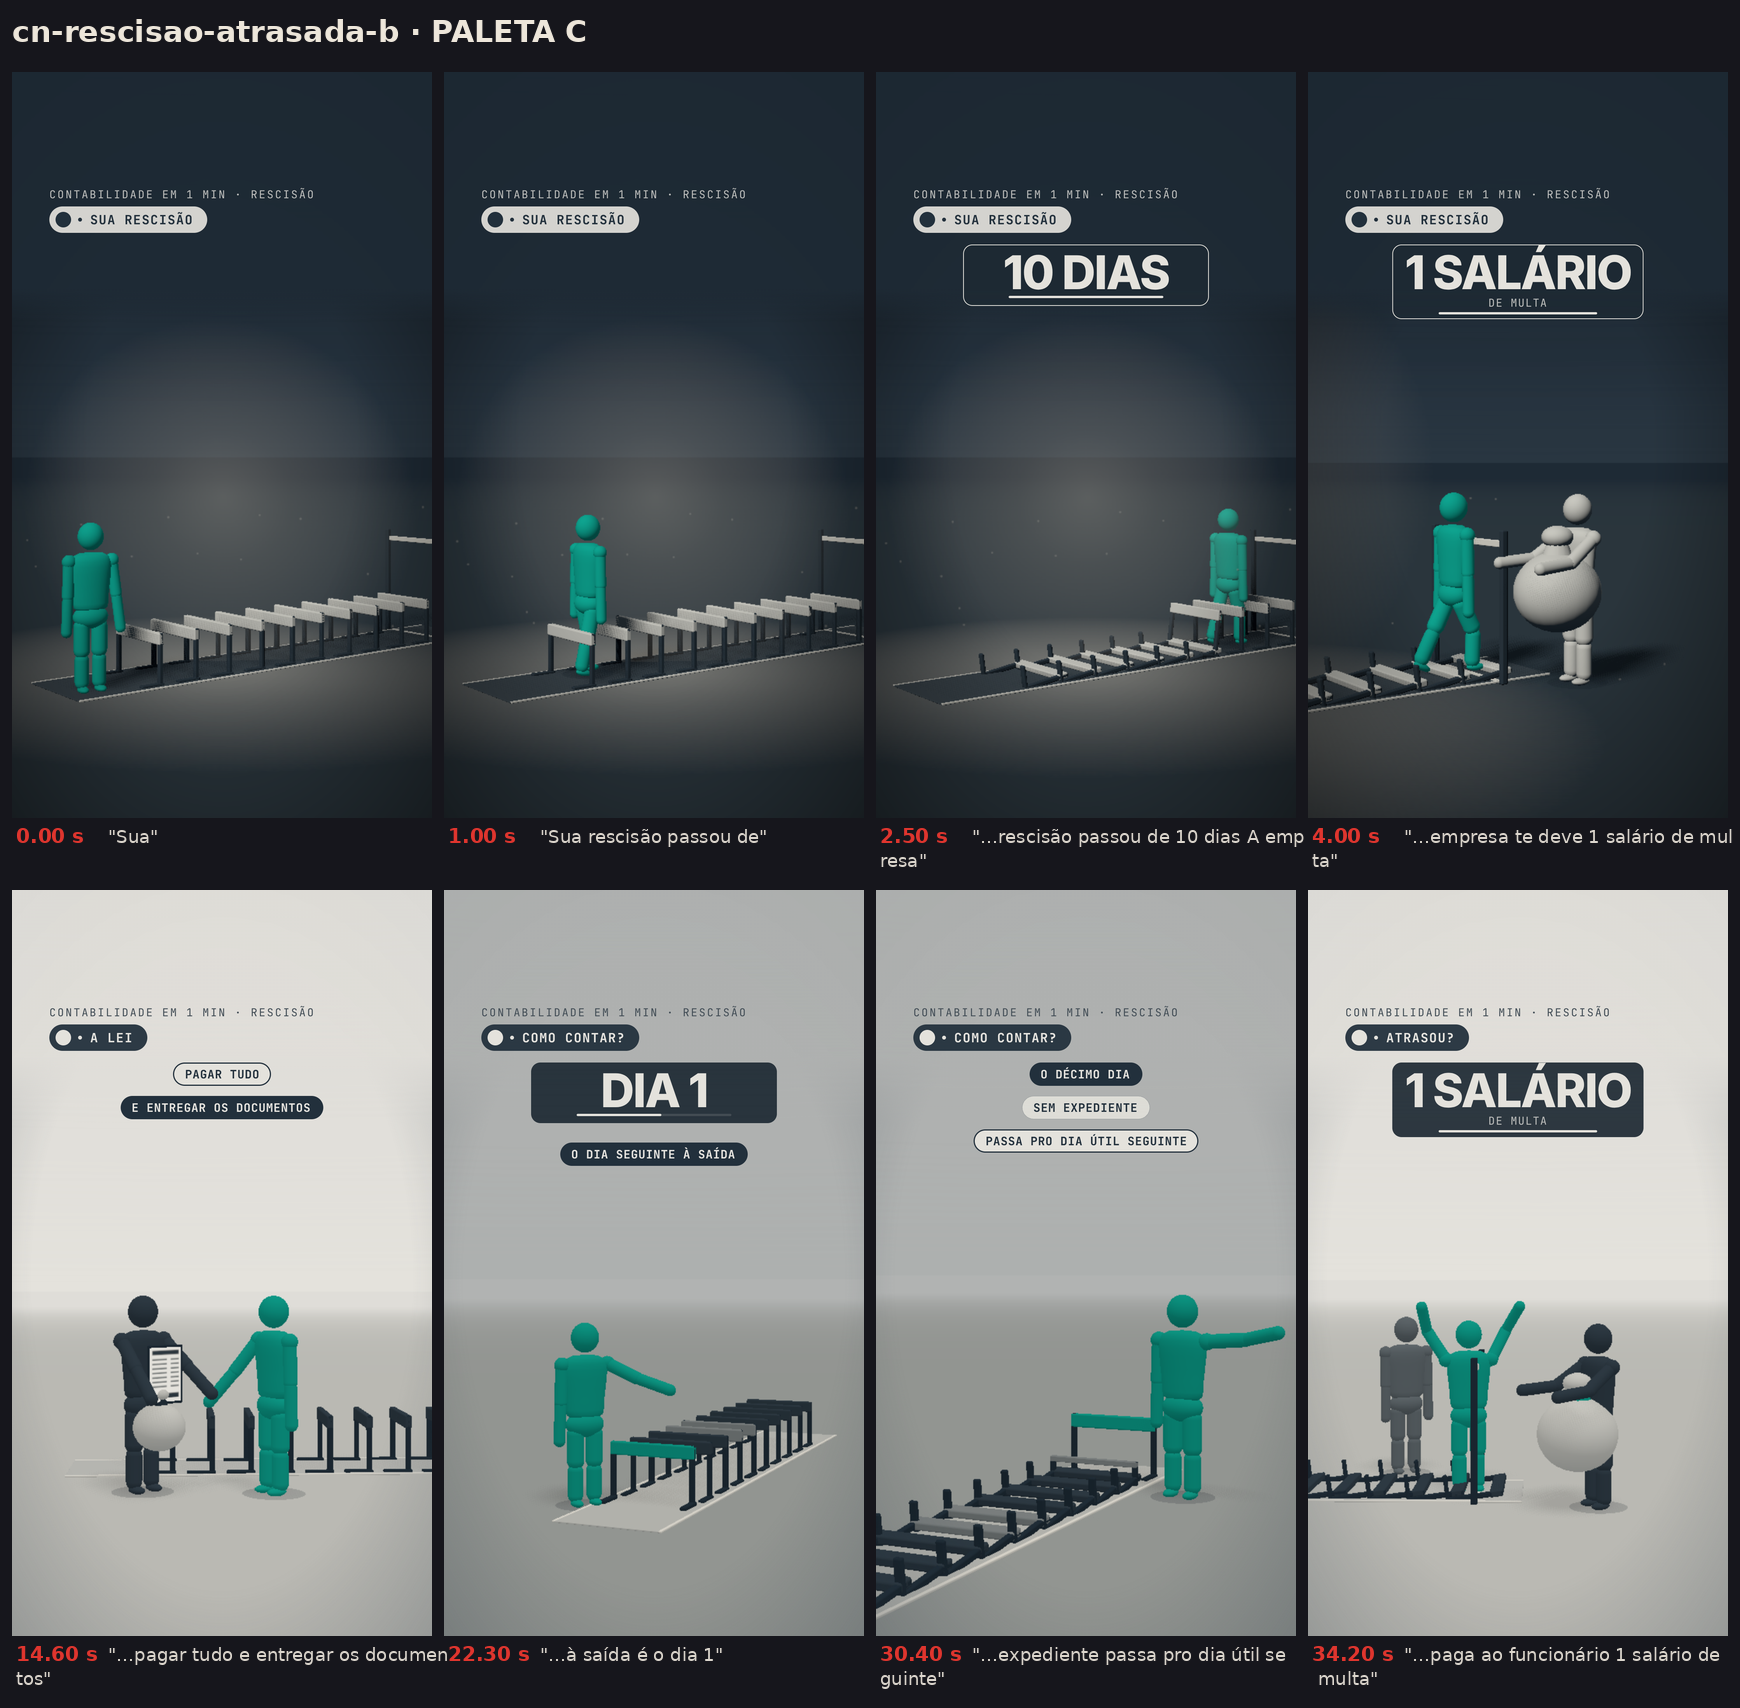 cn-rescisao-atrasada-b · PALETA C
CONTABILIDADE EM 1 MIN · RESCISÃO
• SUA RESCISÃO
0.00 s "Sua"
CONTABILIDADE EM 1 MIN · RESCISÃO
• SUA RESCISÃO
1.00 s "Sua rescisão passou de"
CONTABILIDADE EM 1 MIN · RESCISÃO
• SUA RESCISÃO
10 DIAS
2.50 s "...rescisão passou de 10 dias A emp
resa"
CONTABILIDADE EM 1 MIN · RESCISÃO
• SUA RESCISÃO
1 SALÁRIO
DE MULTA
4.00 s "...empresa te deve 1 salário de mul
ta"
CONTABILIDADE EM 1 MIN · RESCISÃO
• A LEI
PAGAR TUDO
E ENTREGAR OS DOCUMENTOS
14.60 s "...pagar tudo e entregar os documen
tos"
CONTABILIDADE EM 1 MIN · RESCISÃO
• COMO CONTAR?
DIA 1
O DIA SEGUINTE À SAÍDA
22.30 s "...à saída é o dia 1"
CONTABILIDADE EM 1 MIN · RESCISÃO
• COMO CONTAR?
O DÉCIMO DIA
SEM EXPEDIENTE
PASSA PRO DIA ÚTIL SEGUINTE
30.40 s "...expediente passa pro dia útil se
guinte"
CONTABILIDADE EM 1 MIN · RESCISÃO
• ATRASOU?
1 SALÁRIO
DE MULTA
34.20 s "...paga ao funcionário 1 salário de
multa"